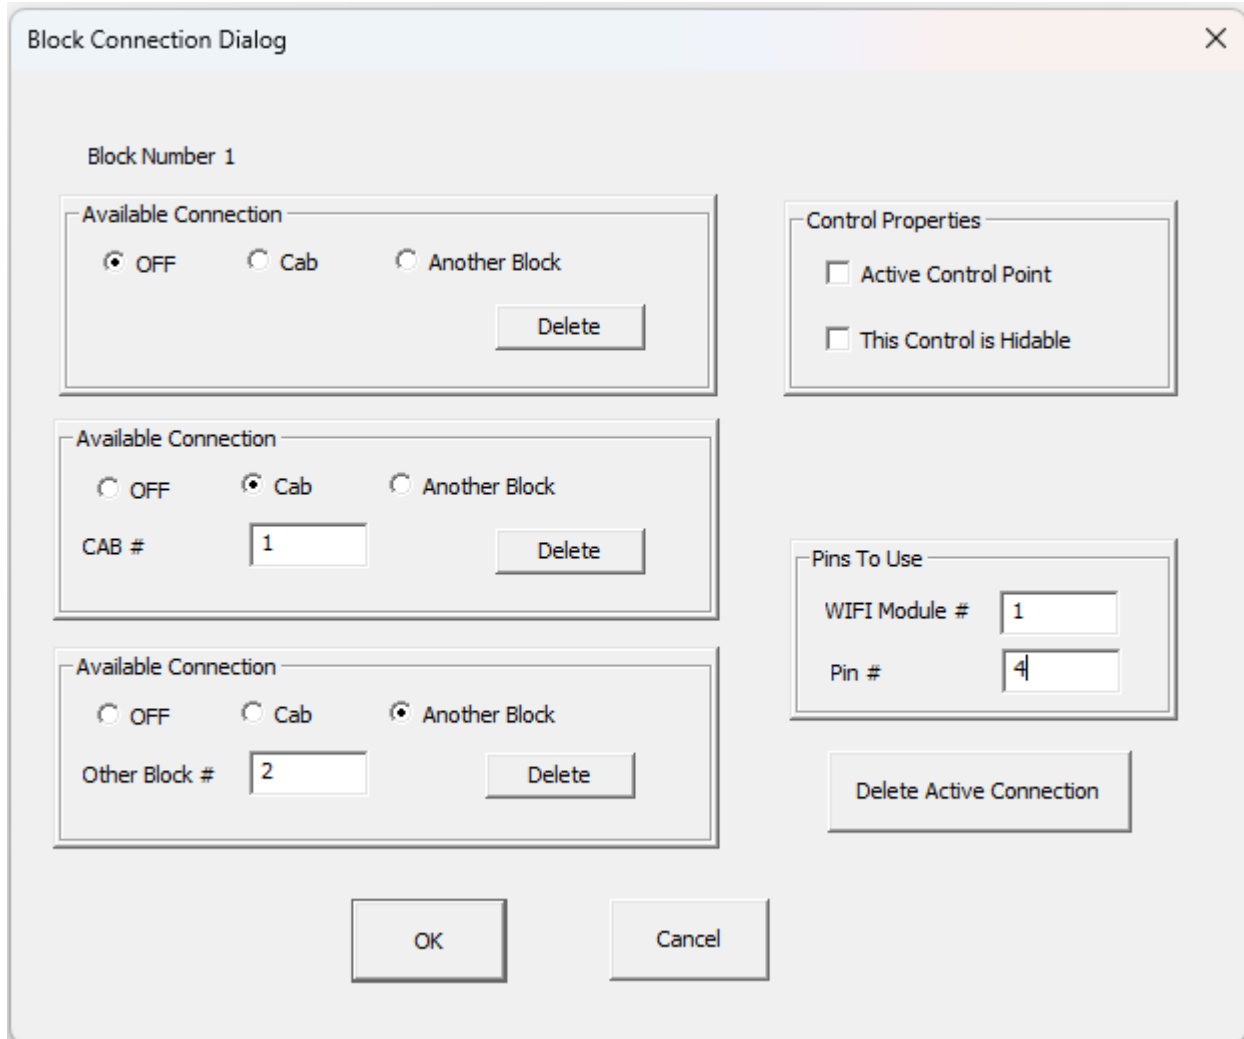 Block Connection Dialog
Block Number 1
Available Connection
OFF Cab Another Block
Delete
Available Connection
OFF Cab Another Block
CAB # 1 Delete
Available Connection
OFF Cab Another Block
Other Block # 2 Delete
Control Properties
Active Control Point
This Control is Hidable
Pins To Use
WIFI Module # 1
Pin # 4
Delete Active Connection
OK Cancel